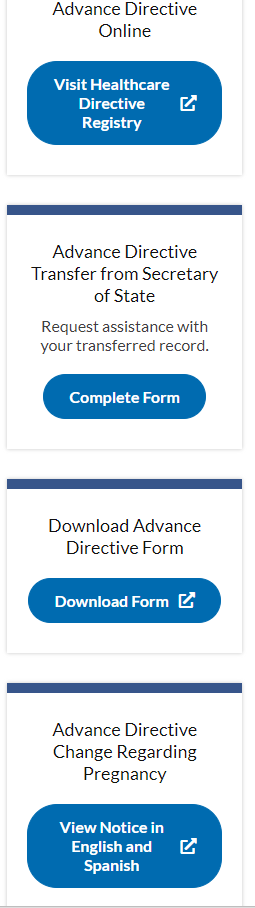 Advance Directive
Online
Visit Healthcare
Directive
Registry
Advance Directive
Transfer from Secretary
of State
Request assistance with
your transferred record.
Complete Form
Download Advance
Directive Form
Download Form
Advance Directive
Change Regarding
Pregnancy
View Notice in
English and
Spanish